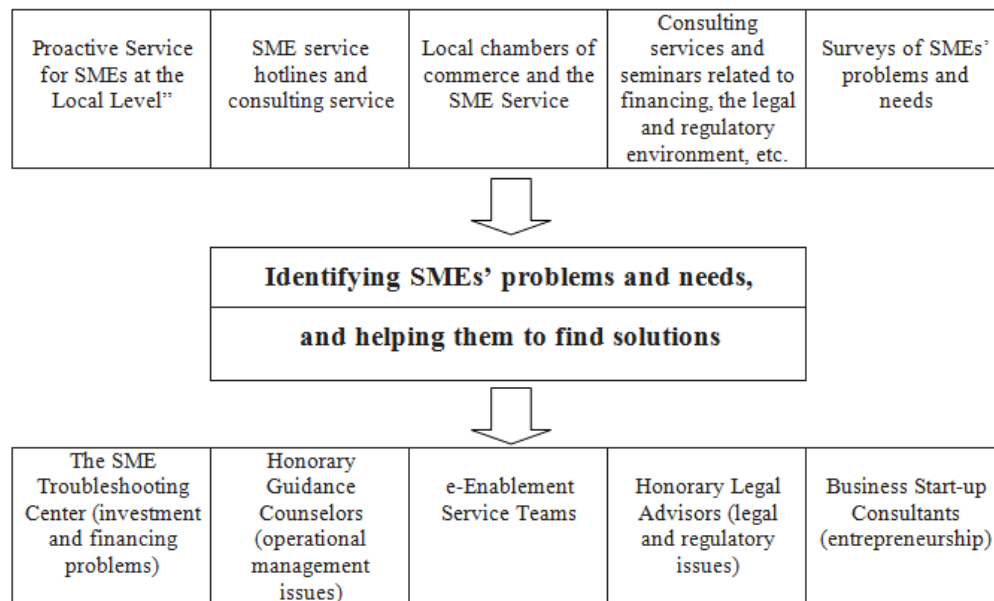 Proactive Service
for SMEs at the
Local Level”
SME service
hotlines and
consulting service
Local chambers of
commerce and the
SME Service
Consulting
services and
seminars related to
financing, the legal
and regulatory
environment, etc.
Surveys of SMEs’
problems and
needs
Identifying SMEs’ problems and needs,
and helping them to find solutions
The SME
Troubleshooting
Center (investment
and financing
problems)
Honorary
Guidance
Counselors
(operational
management
issues)
e-Enablement
Service Teams
Honorary Legal
Advisors (legal
and regulatory
issues)
Business Start-up
Consultants
(entrepreneurship)